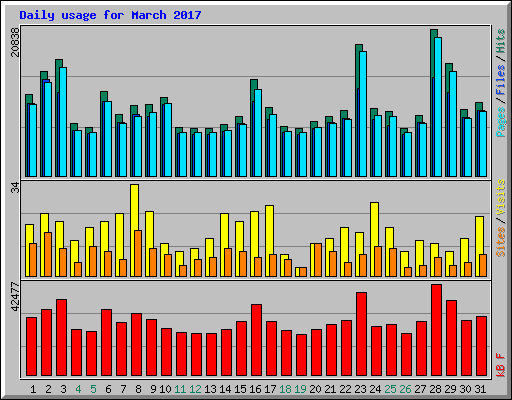 Daily usage for March 2017
20838
Pages / Files / Hits
34
Sites / Visits
42477
kB F
1 2 3 4 5 6 7 8 9 10 11 12 13 14 15 16 17 18 19 20 21 22 23 24 25 26 27 28 29 30 31